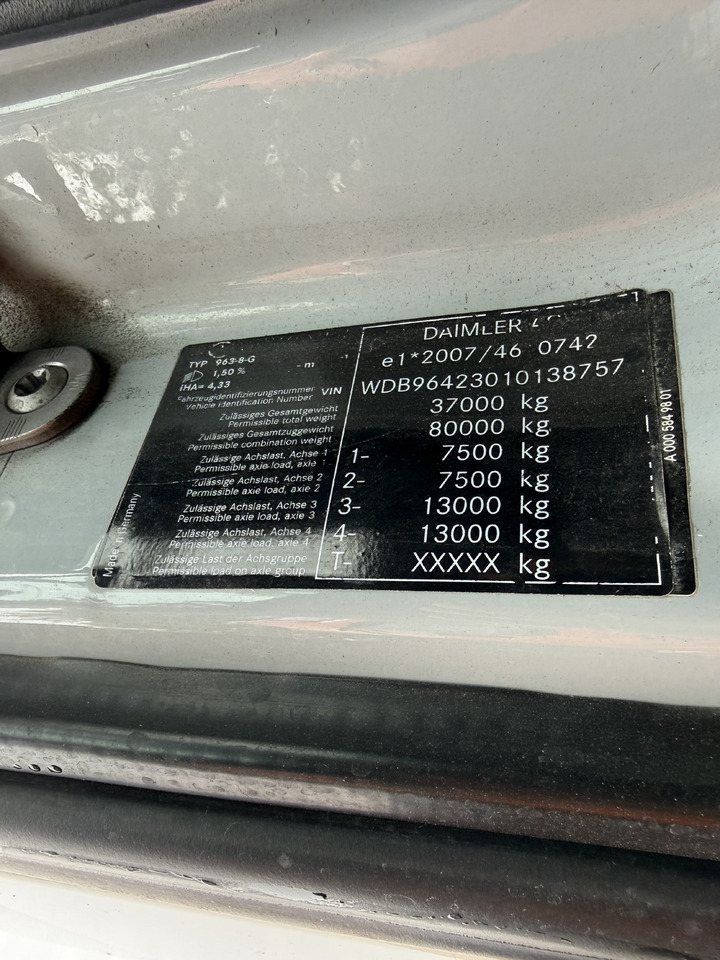 DAIMLER
e1*2007/46 0742
TYP 963-8-G - m
1,50 %
iHA= 4,33
Fahrzeugidentifizierungsnummer
Vehicle Identification Number VIN WDB96423010138757
Zulässiges Gesamtgewicht
Permissible total weight 37000 kg
Zulässiges Gesamtzuggewicht
Permissible combination weight 80000 kg
Zulässige Achslast, Achse 1
Permissible axle load, axle 1 1- 7500 kg
Zulässige Achslast, Achse 2
Permissible axle load, axle 2 2- 7500 kg
Zulässige Achslast, Achse 3
Permissible axle load, axle 3 3- 13000 kg
Zulässige Achslast, Achse 4
Permissible axle load, axle 4 4- 13000 kg
Zulässige Last der Achsgruppe
Permissible load on axle group T- XXXXX kg
Made in Germany
A 000 584 98 01